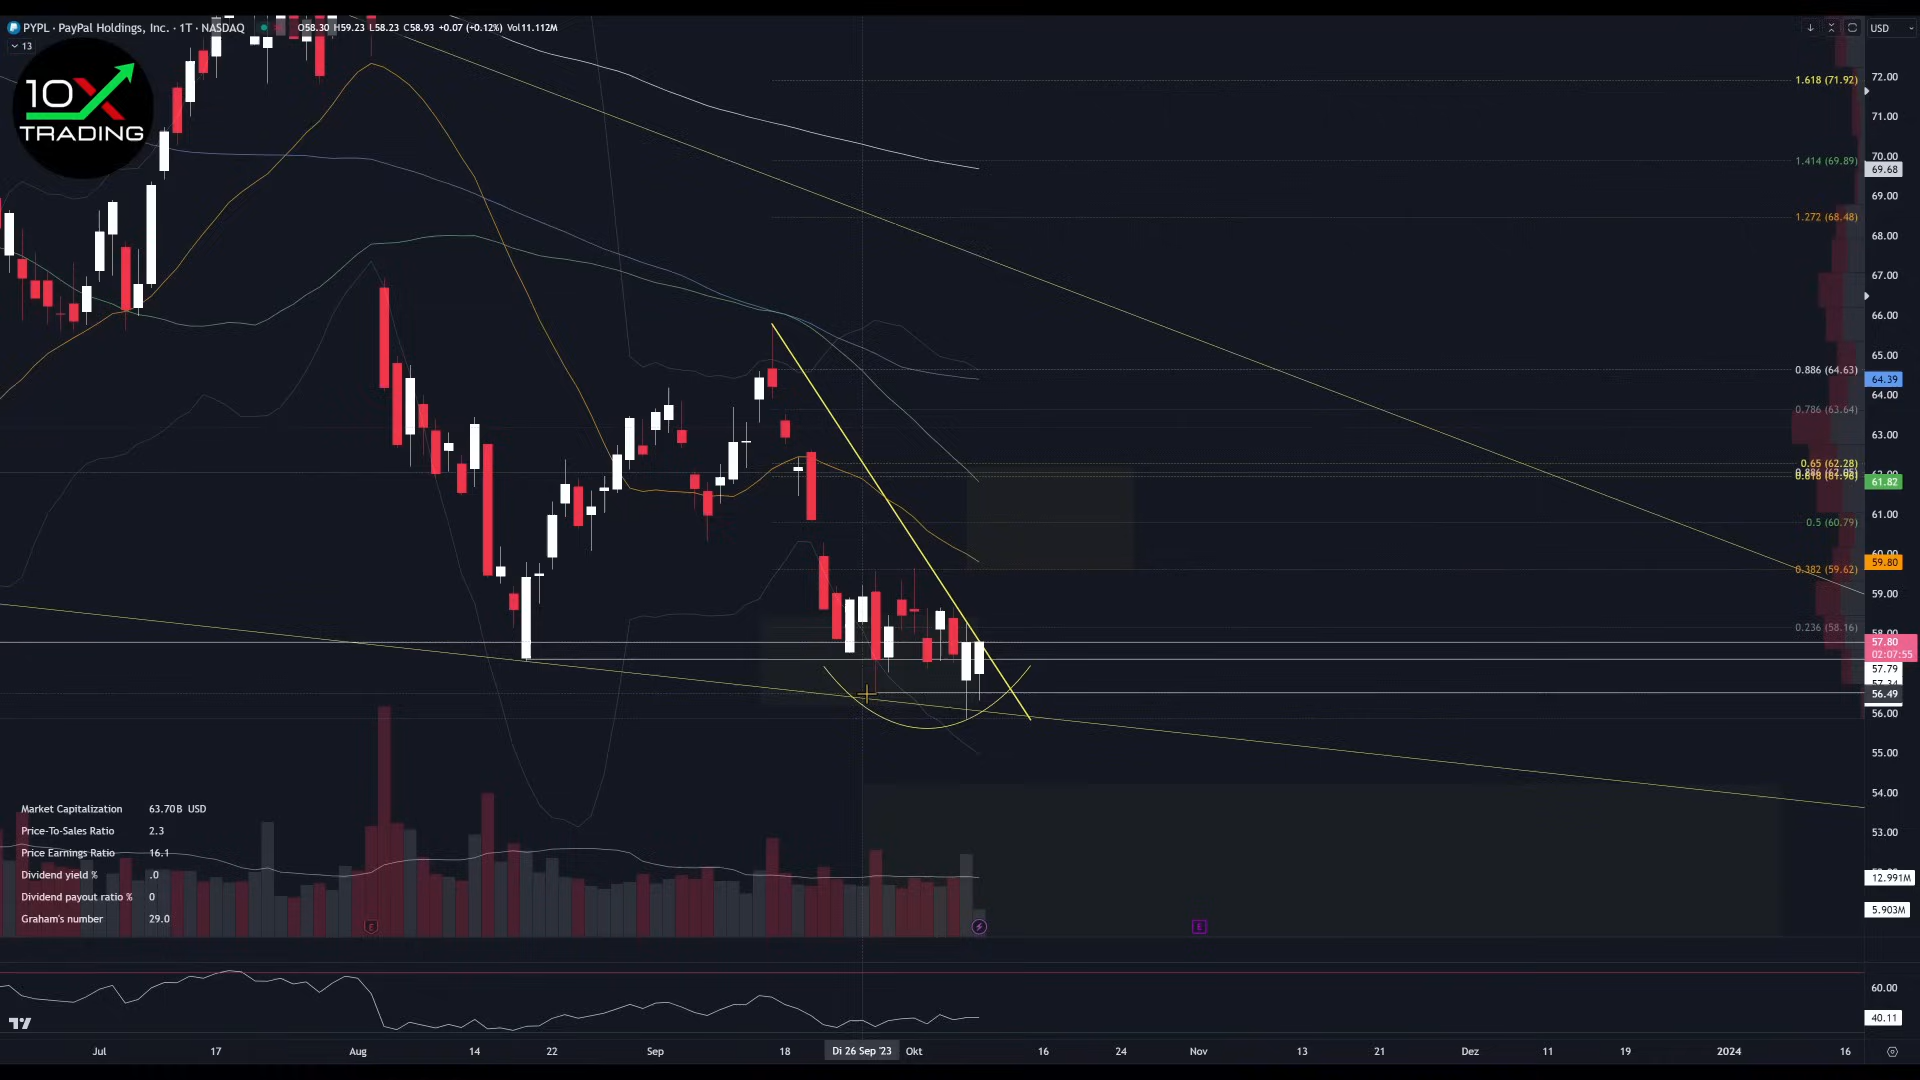 PYPL · PayPal Holdings, Inc. · 1T · NASDAQ O58.30 H59.23 L58.23 C58.93 +0.07 (+0.12%) Vol11.112M
USD
13
10X
TRADING
1.618 (71.92)
1.414 (69.89)
1.272 (68.48)
0.886 (64.63)
0.786 (63.64)
0.65 (62.28)
0.5 (60.79)
0.382 (59.62)
0.236 (58.16)
72.00
71.00
70.00
69.68
69.00
68.00
67.00
66.00
65.00
64.39
64.00
63.00
61.82
61.00
59.80
59.00
57.80
02:07:55
57.79
56.49
56.00
55.00
54.00
53.00
12.991M
5.903M
60.00
40.11
Market Capitalization 63.70B USD
Price-To-Sales Ratio 2.3
Price Earnings Ratio 16.1
Dividend yield % .0
Dividend payout ratio % 0
Graham's number 29.0
E
E
Jul 17 Aug 14 22 Sep 18 Di 26 Sep '23 Okt 16 24 Nov 13 21 Dez 11 19 2024 16